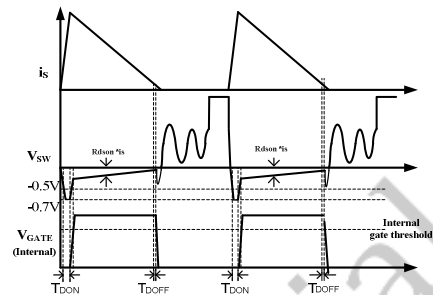 iS
Rdson *is
Rdson *is
VSW
-0.5V
-0.7V
Internal
gate threshold
VGATE
(Internal)
TDON
TDOFF
TDON
TDOFF